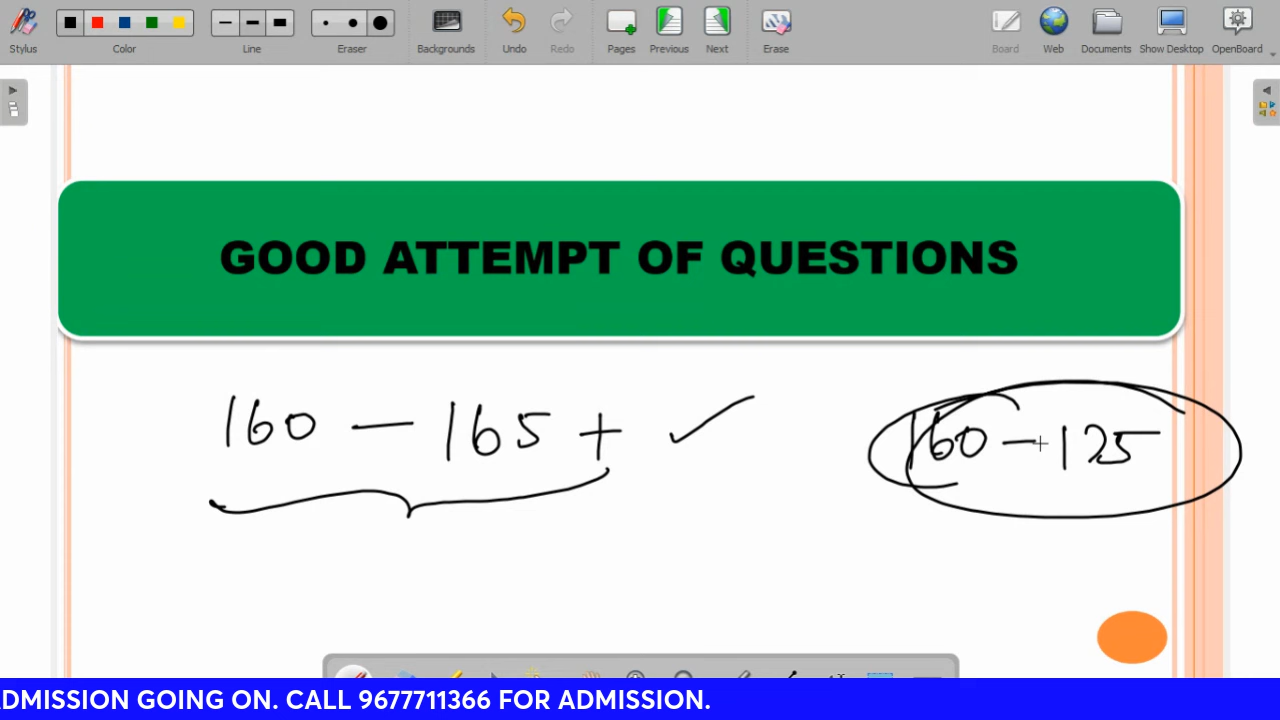 Stylus Color Line Eraser Backgrounds Undo Redo Pages Previous Next Erase Board Web Documents Show Desktop OpenBoard
GOOD ATTEMPT OF QUESTIONS
160 — 165 + ✓ 160 — 125
DMISSION GOING ON. CALL 9677711366 FOR ADMISSION.